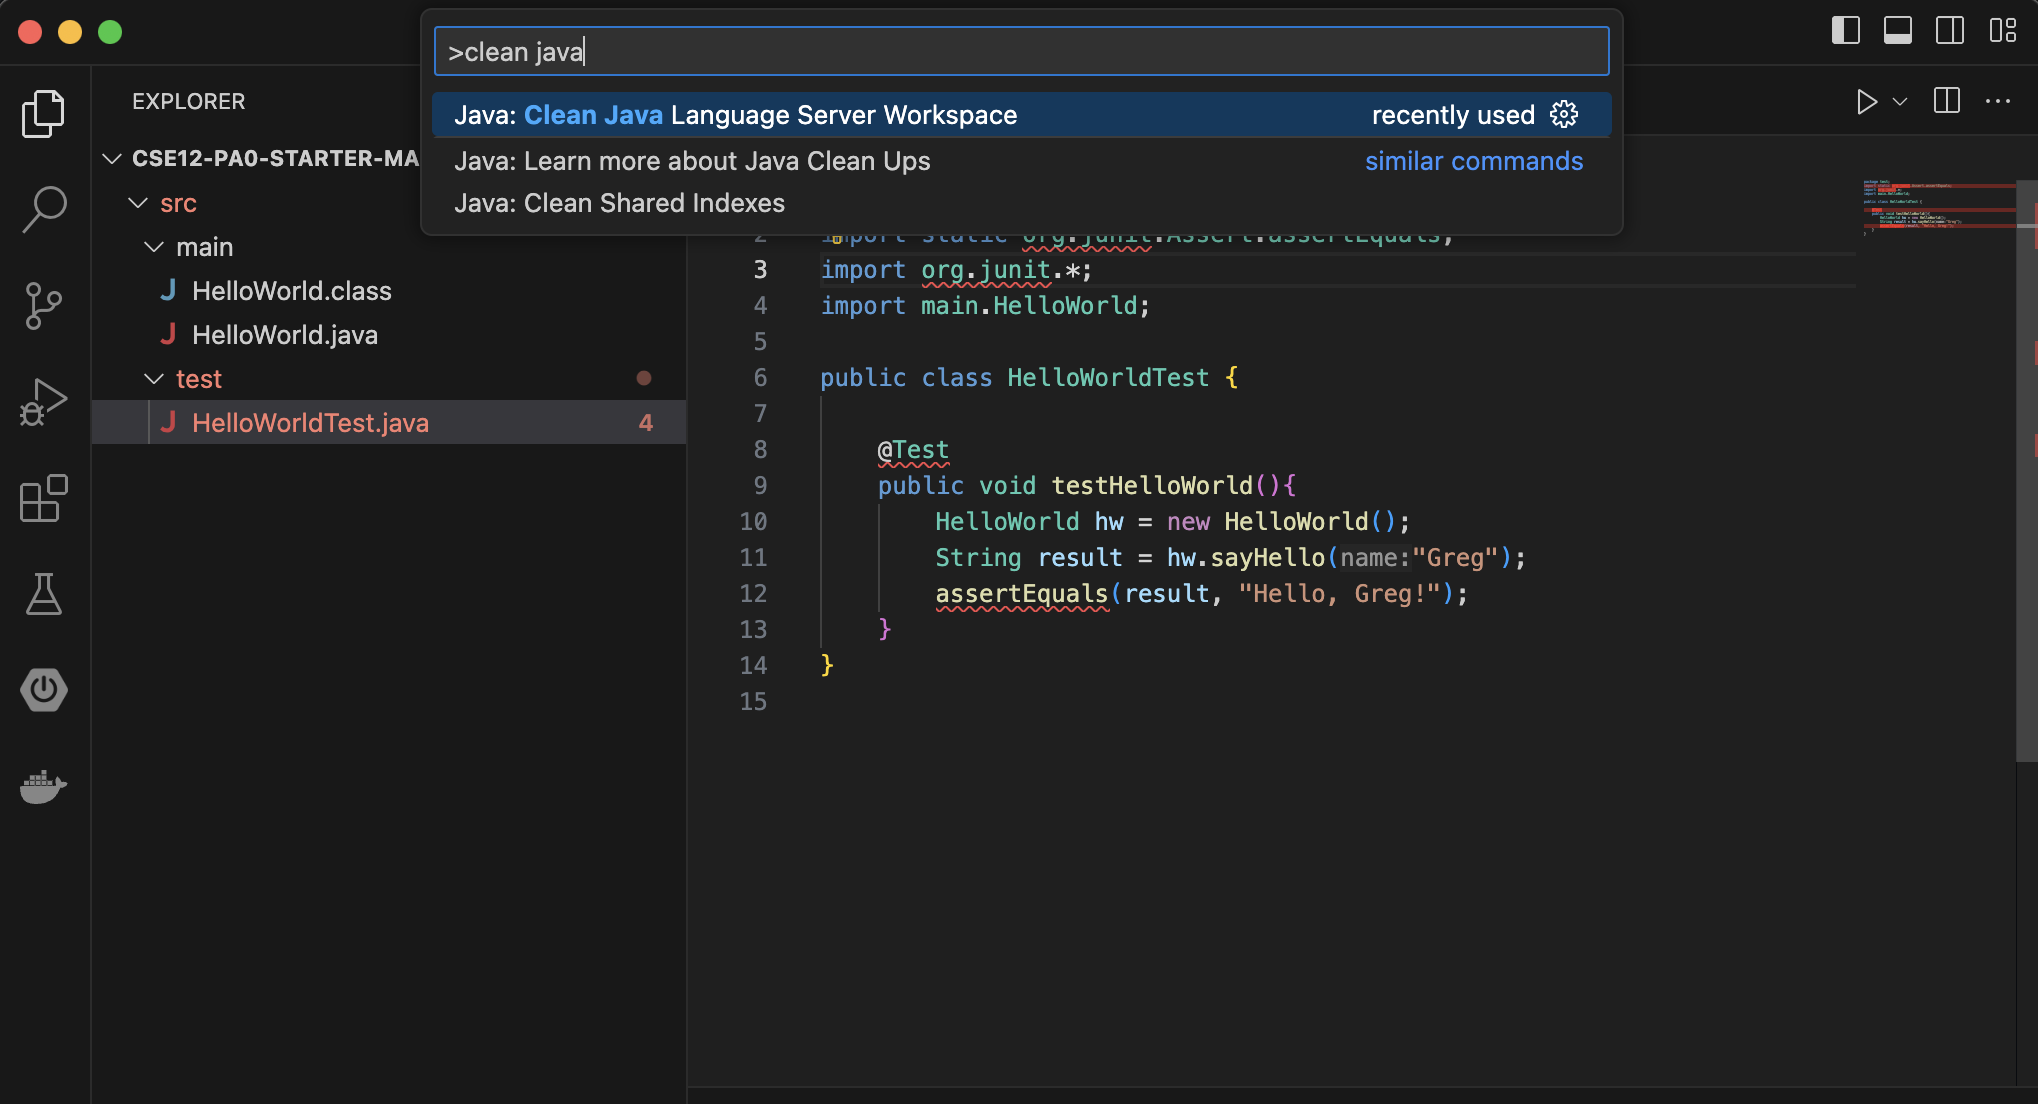 >clean java
Java: Clean Java Language Server Workspace recently used
Java: Learn more about Java Clean Ups similar commands
Java: Clean Shared Indexes
EXPLORER
CSE12-PA0-STARTER-MA
src
main
J HelloWorld.class
J HelloWorld.java
test
J HelloWorldTest.java 4
2 import static org.junit.Assert.assertEquals;
3 import org.junit.*;
4 import main.HelloWorld;
5
6 public class HelloWorldTest {
7
8 @Test
9 public void testHelloWorld(){
10 HelloWorld hw = new HelloWorld();
11 String result = hw.sayHello(name:"Greg");
12 assertEquals(result, "Hello, Greg!");
13 }
14 }
15